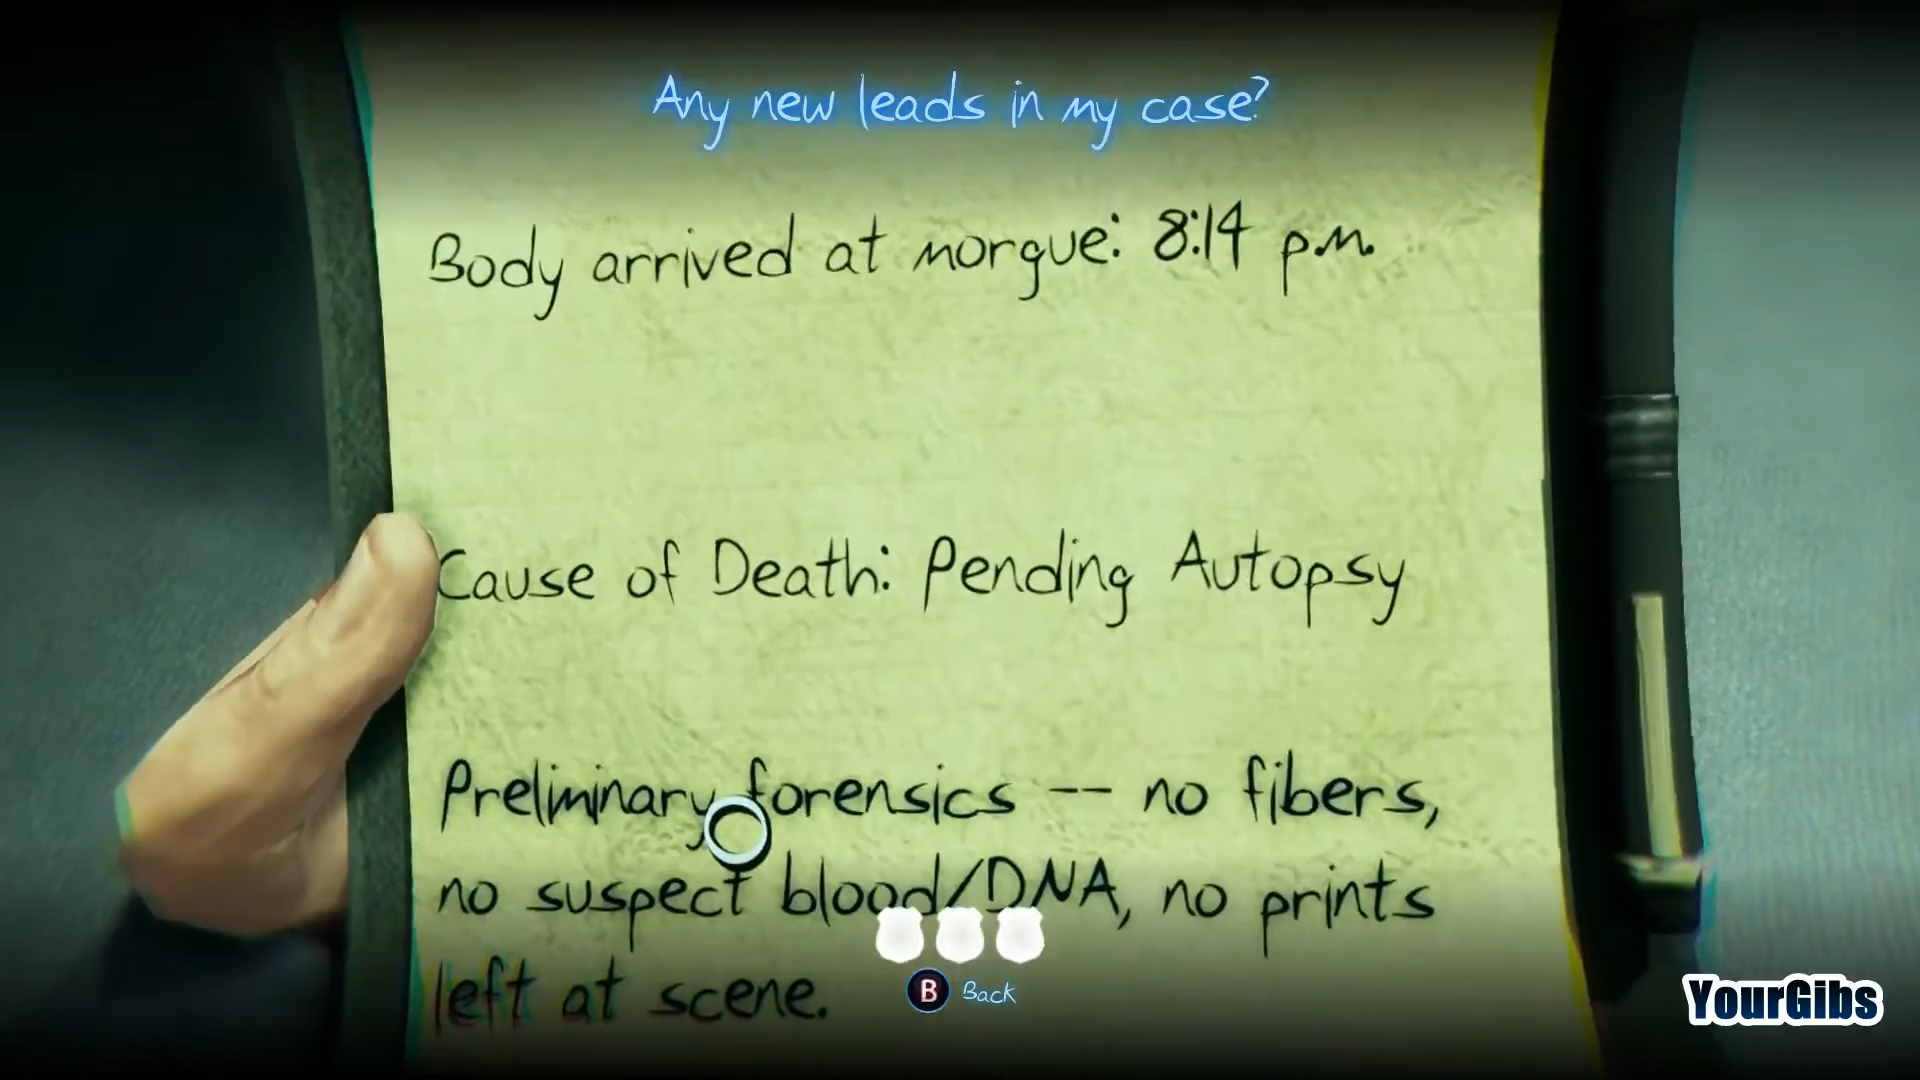 Any new leads in my case?
Body arrived at morgue: 8:14 p.m.
Cause of Death: Pending Autopsy
Preliminary forensics -- no fibers,
no suspect blood/DNA, no prints
left at scene.
B Back
YourGibs